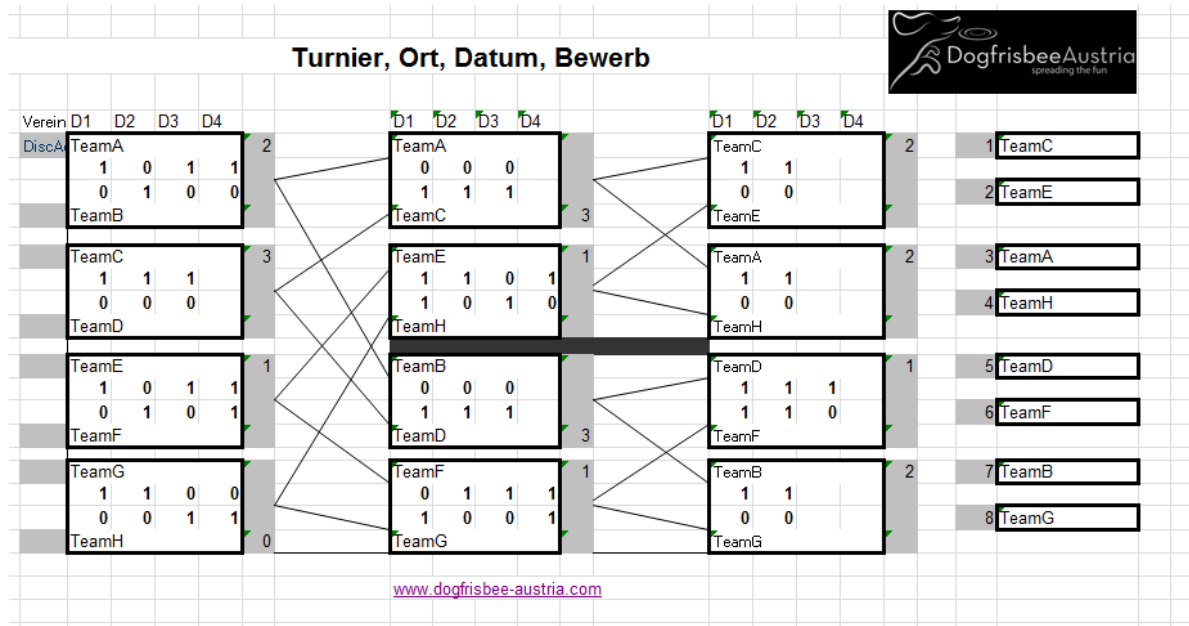 DogfrisbeeAustria
spreading the fun
Turnier, Ort, Datum, Bewerb
Verein D1 D2 D3 D4 D1 D2 D3 D4 D1 D2 D3 D4
DiscA TeamA 2 TeamA TeamC 2 1 TeamC
1 0 1 1 0 0 0 1 1
0 1 0 0 1 1 1 0 0 2 TeamE
TeamB TeamC 3 TeamE
TeamC 3 TeamE 1 TeamA 2 3 TeamA
1 1 1 1 1 0 1 1 1
0 0 0 1 0 1 0 0 0 4 TeamH
TeamD TeamH TeamH
TeamE 1 TeamB TeamD 1 5 TeamD
1 0 1 1 0 0 0 1 1 1
0 1 0 1 1 1 1 1 1 0 6 TeamF
TeamF TeamD 3 TeamF
TeamG TeamF 1 TeamB 2 7 TeamB
1 1 0 0 0 1 1 1 1 1
0 0 1 1 1 0 0 1 0 0 8 TeamG
TeamH 0 TeamG TeamG
www.dogfrisbee-austria.com